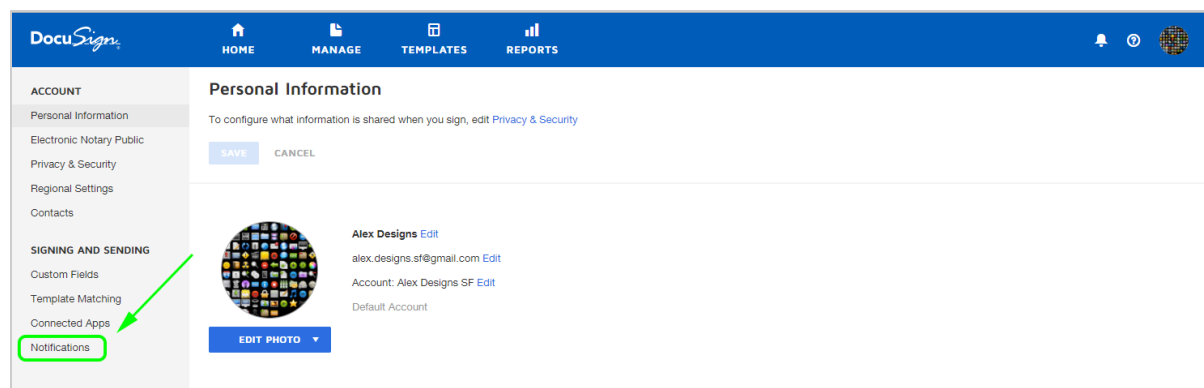 DocuSign
HOME MANAGE TEMPLATES REPORTS
ACCOUNT
Personal Information
Electronic Notary Public
Privacy & Security
Regional Settings
Contacts
SIGNING AND SENDING
Custom Fields
Template Matching
Connected Apps
Notifications
Personal Information
To configure what information is shared when you sign, edit Privacy & Security
SAVE CANCEL
Alex Designs Edit
alex.designs.sf@gmail.com Edit
Account: Alex Designs SF Edit
Default Account
EDIT PHOTO